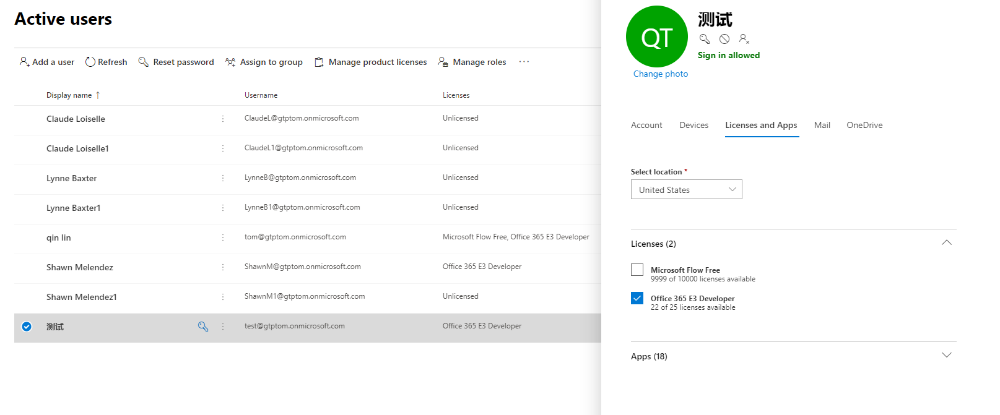 Active users
Add a user Refresh Reset password Assign to group Manage product licenses Manage roles ···
Display name ↑ Username Licenses
Claude Loiselle ClaudeL@gtptom.onmicrosoft.com Unlicensed
Claude Loiselle1 ClaudeL1@gtptom.onmicrosoft.com Unlicensed
Lynne Baxter LynneB@gtptom.onmicrosoft.com Unlicensed
Lynne Baxter1 LynneB1@gtptom.onmicrosoft.com Unlicensed
qin lin tom@gtptom.onmicrosoft.com Microsoft Flow Free, Office 365 E3 Developer
Shawn Melendez ShawnM@gtptom.onmicrosoft.com Office 365 E3 Developer
Shawn Melendez1 ShawnM1@gtptom.onmicrosoft.com Unlicensed
测试 test@gtptom.onmicrosoft.com Office 365 E3 Developer
QT
测试
Sign in allowed
Change photo
Account Devices Licenses and Apps Mail OneDrive
Select location *
United States
Licenses (2)
Microsoft Flow Free
9999 of 10000 licenses available
Office 365 E3 Developer
22 of 25 licenses available
Apps (18)